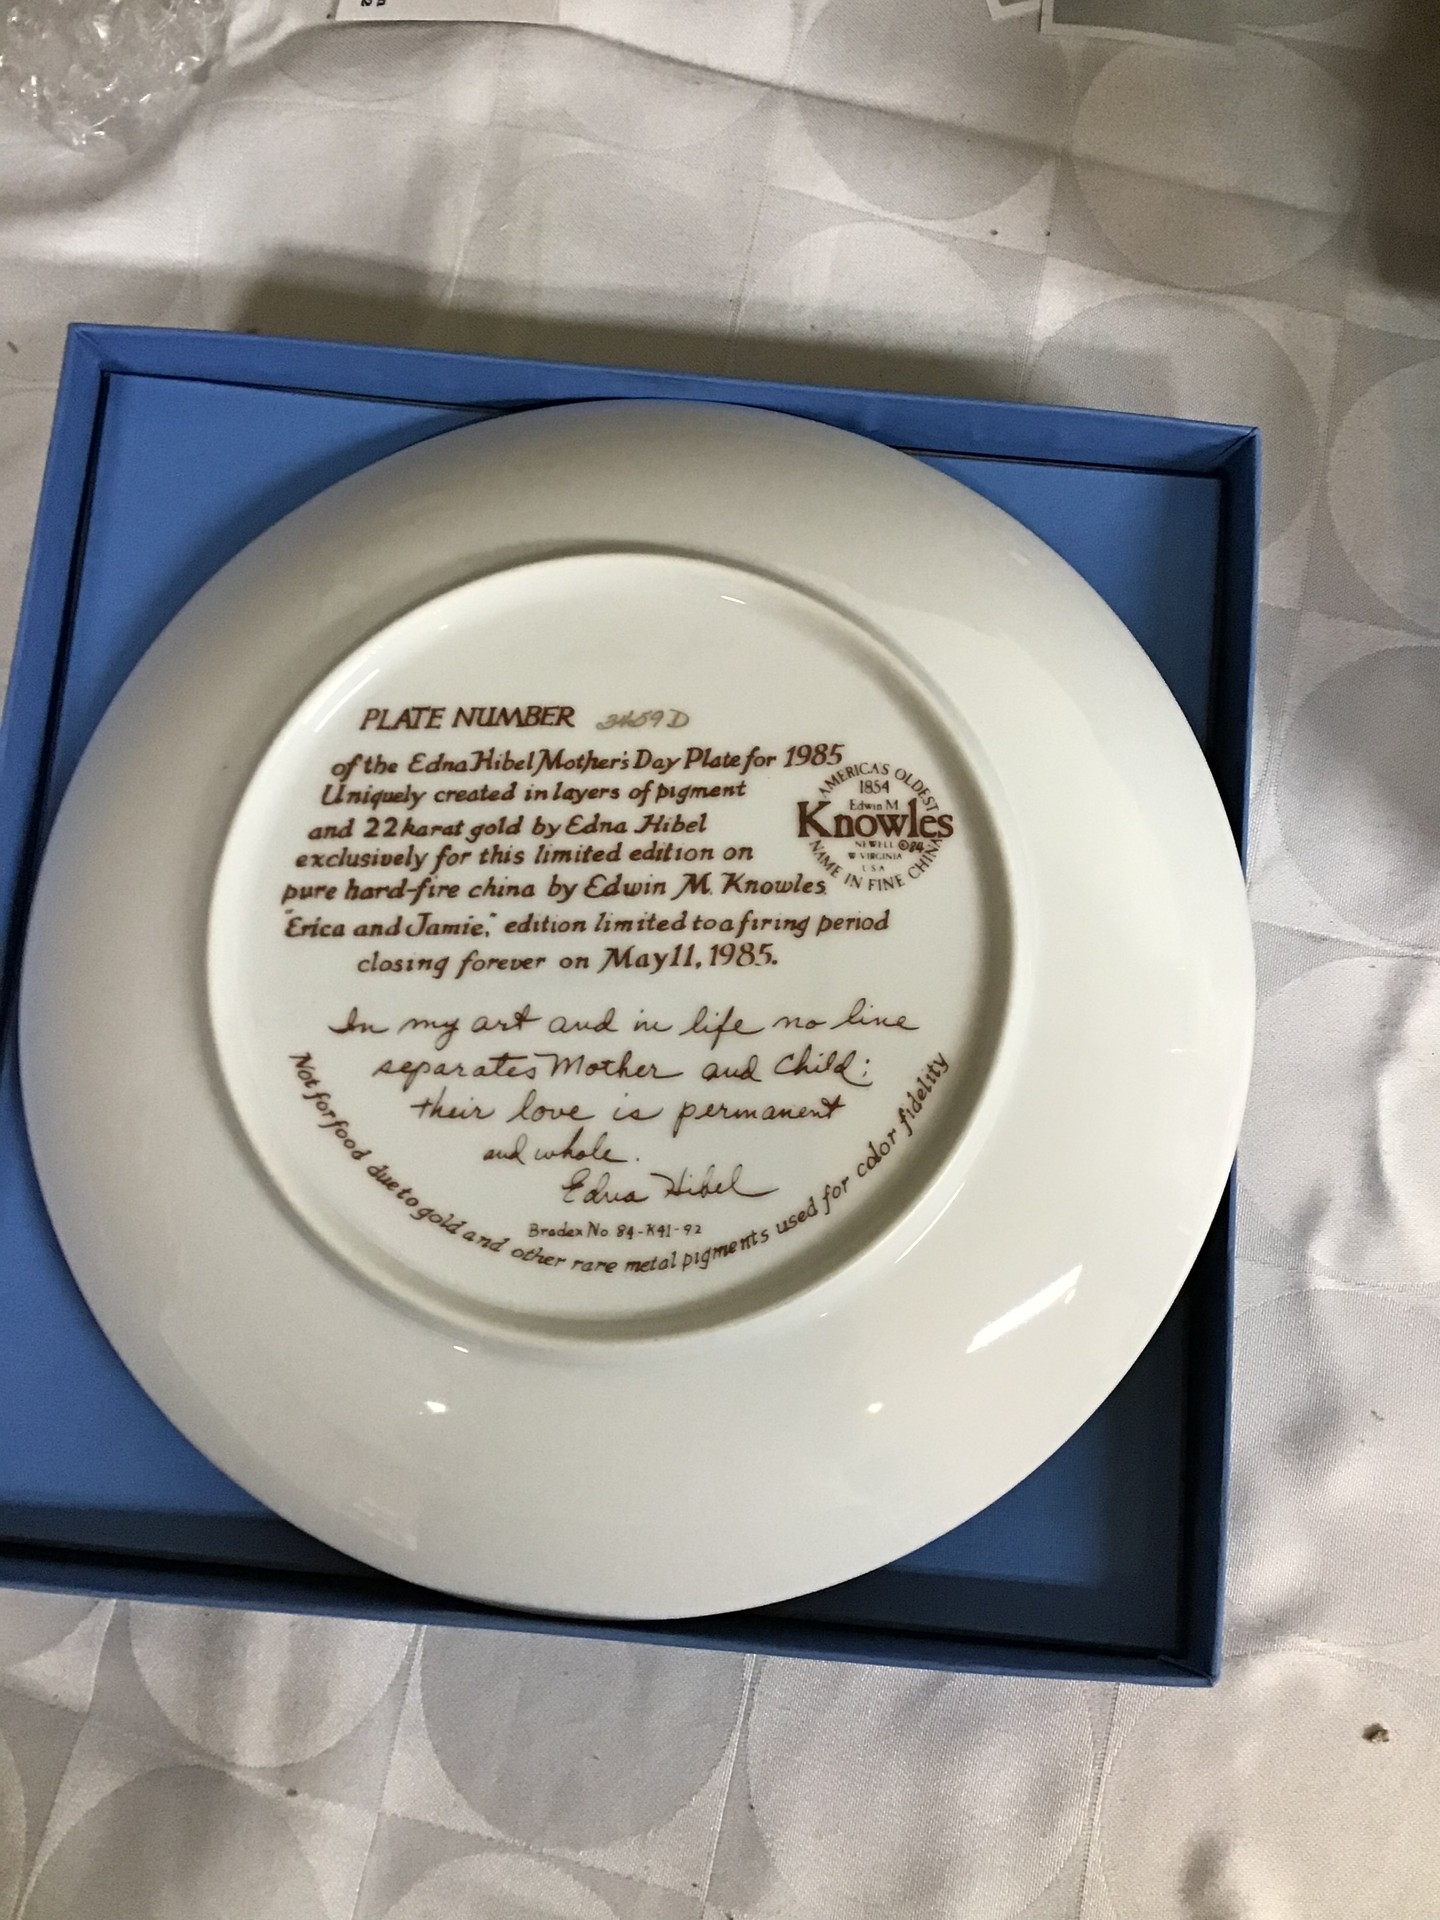 PLATE NUMBER
of the Edna Hibel Mother's Day Plate for 1985
Uniquely created in layers of pigment
and 22 karat gold by Edna Hibel
exclusively for this limited edition on
pure hard-fire china by Edwin M. Knowles.
"Erica and Jamie," edition limited to a firing period
closing forever on May 11, 1985.
AMERICA'S OLDEST
1854
Edwin M.
Knowles
NEWELL ©84
W VIRGINIA
USA
NAME IN FINE CHINA
In my art and in life no line
separates Mother and Child;
their love is permanent
and whole.
Edna Hibel
Bradex No 84-K41-92
Not for food due to gold and other rare metal pigments used for color fidelity